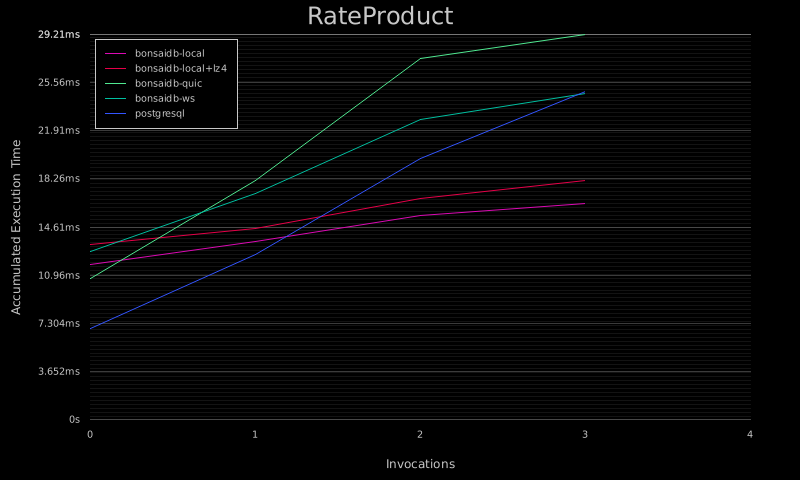 RateProduct
29.21ms
bonsaidb-local
bonsaidb-local+lz4
bonsaidb-quic
bonsaidb-ws
postgresql
25.56ms
21.91ms
18.26ms
14.61ms
10.96ms
7.304ms
3.652ms
0s
Accumulated Execution Time
0 1 2 3 4
Invocations